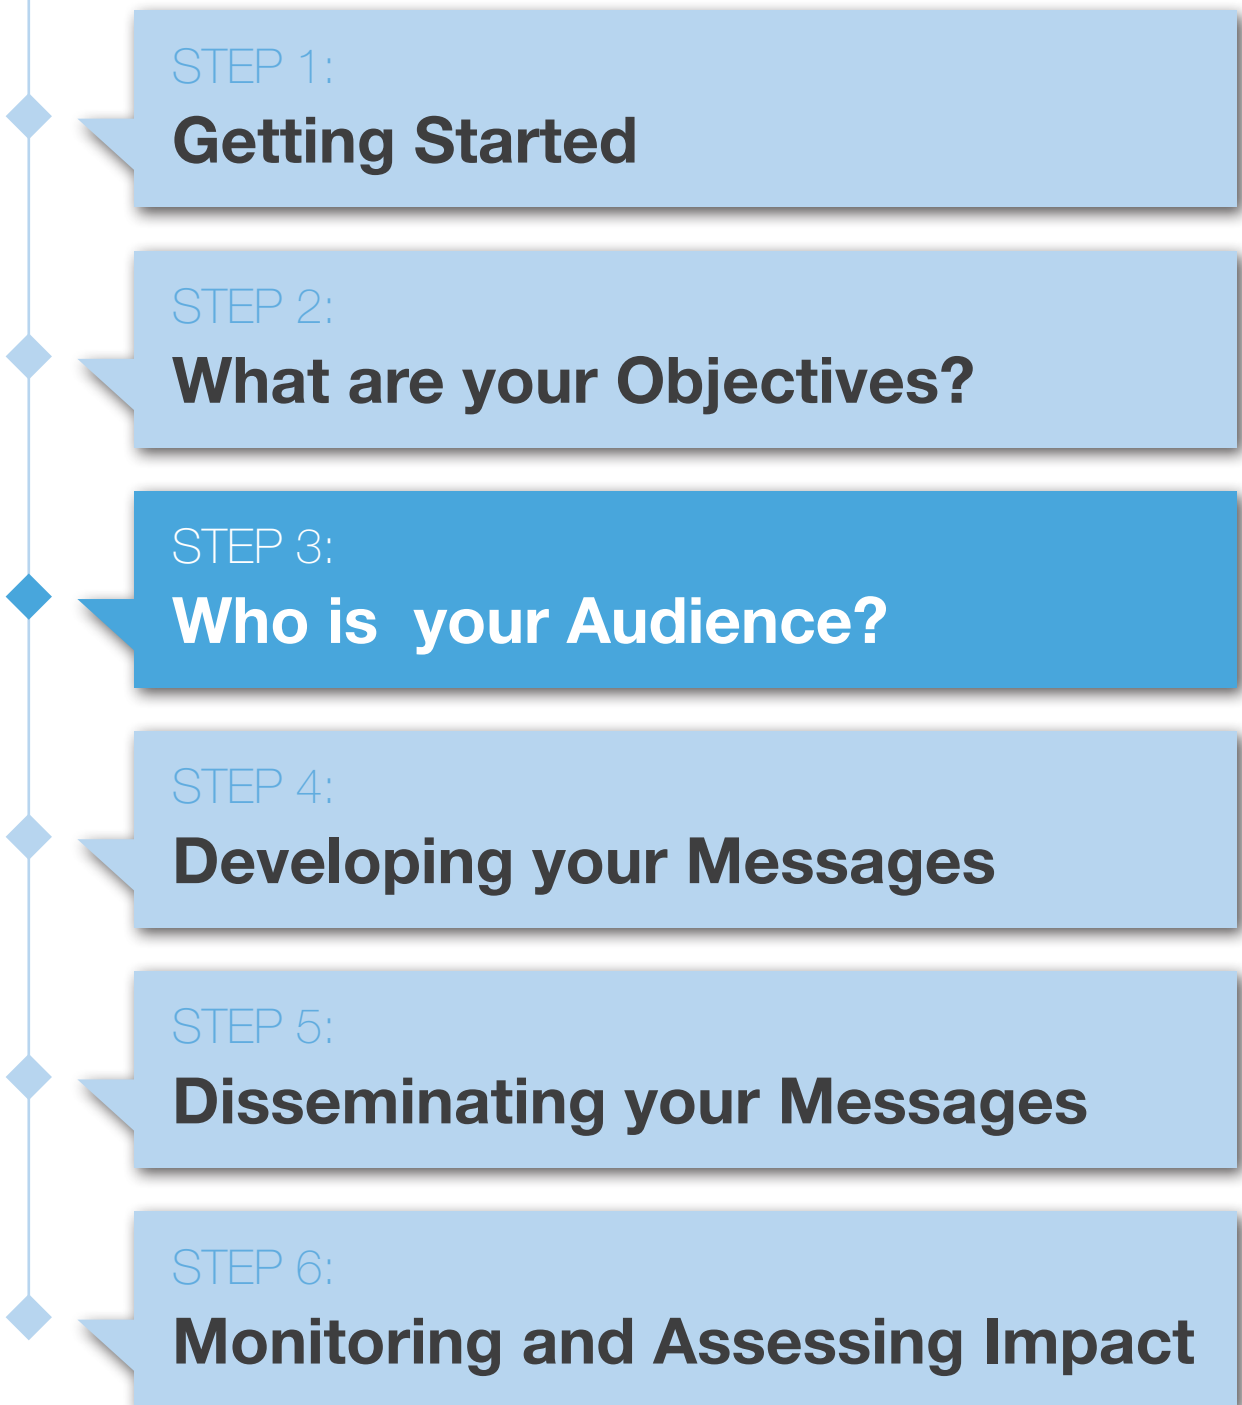 STEP 1:
Getting Started
STEP 2:
What are your Objectives?
STEP 3:
Who is  your Audience?
STEP 4:
Developing your Messages
STEP 5:
Disseminating your Messages
STEP 6:
Monitoring and Assessing Impact